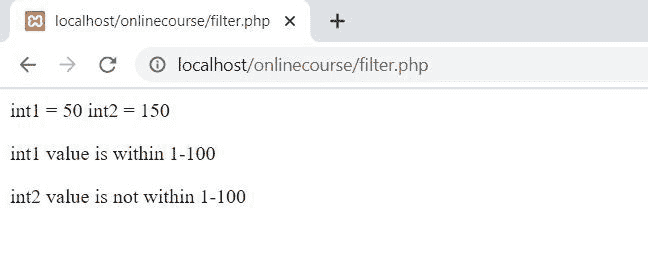 localhost/onlinecourse/filter.php
localhost/onlinecourse/filter.php
int1 = 50 int2 = 150
int1 value is within 1-100
int2 value is not within 1-100